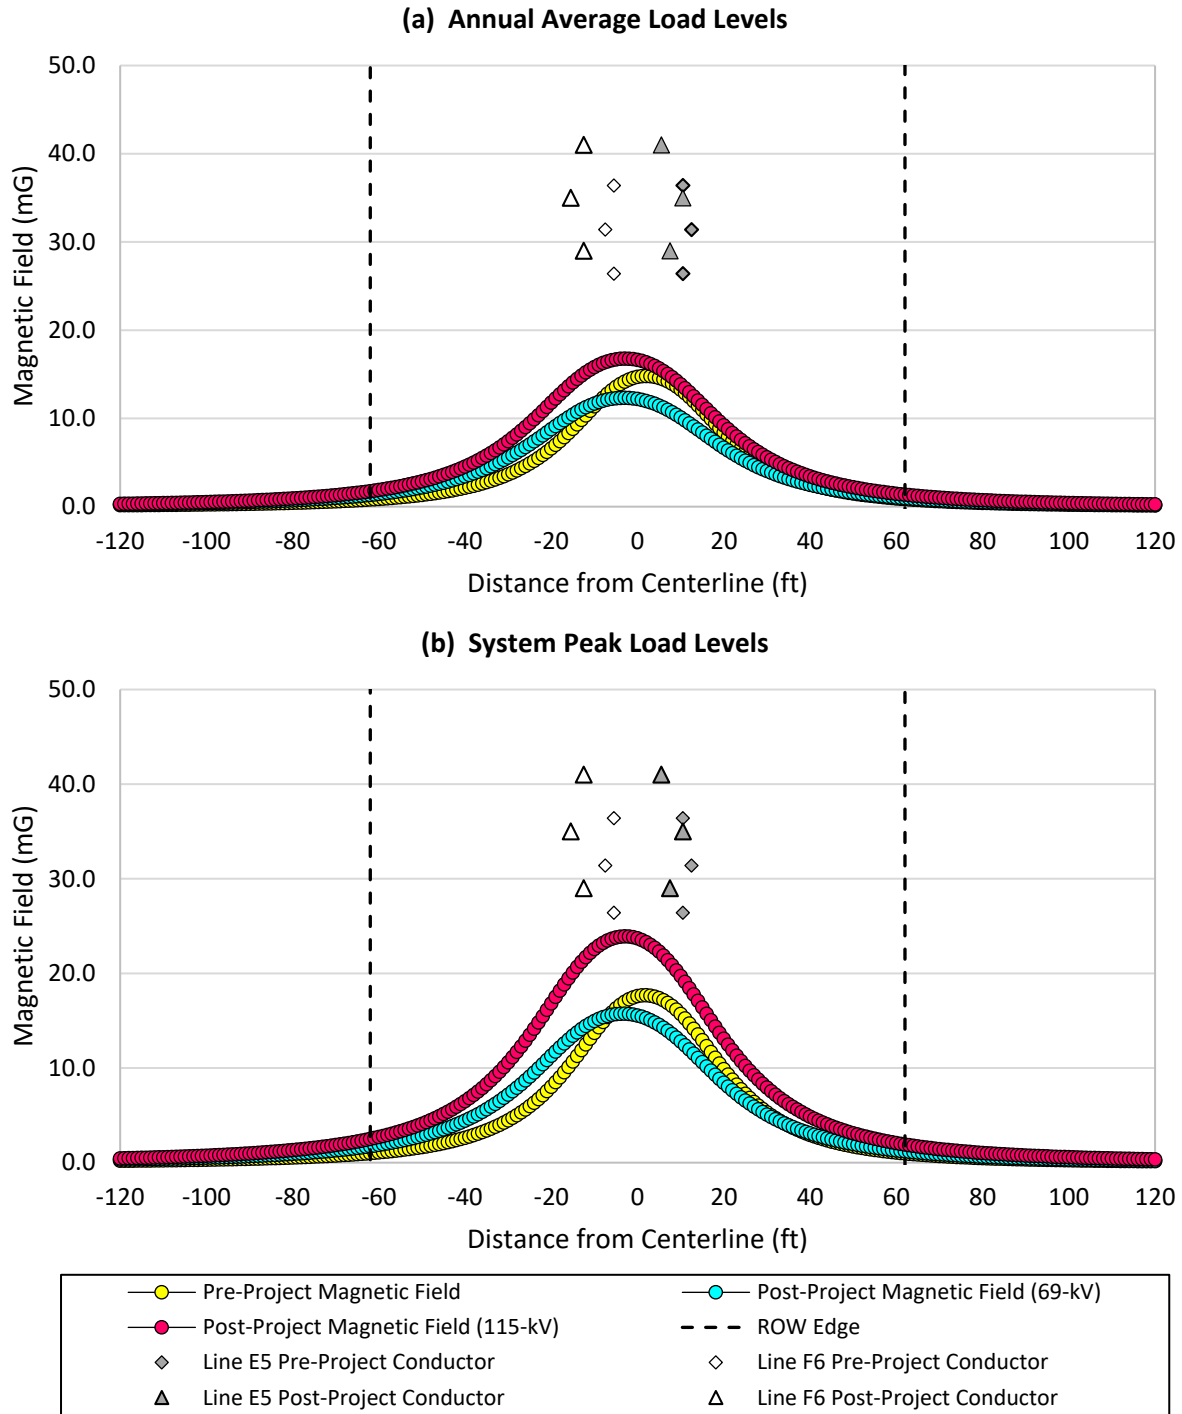 (a) Annual Average Load Levels
Magnetic Field (mG)
50.0
40.0
30.0
20.0
10.0
0.0
-120 -100 -80 -60 -40 -20 0 20 40 60 80 100 120
Distance from Centerline (ft)
(b) System Peak Load Levels
Magnetic Field (mG)
50.0
40.0
30.0
20.0
10.0
0.0
-120 -100 -80 -60 -40 -20 0 20 40 60 80 100 120
Distance from Centerline (ft)
Pre-Project Magnetic Field
Post-Project Magnetic Field (69-kV)
Post-Project Magnetic Field (115-kV)
ROW Edge
Line E5 Pre-Project Conductor
Line F6 Pre-Project Conductor
Line E5 Post-Project Conductor
Line F6 Post-Project Conductor